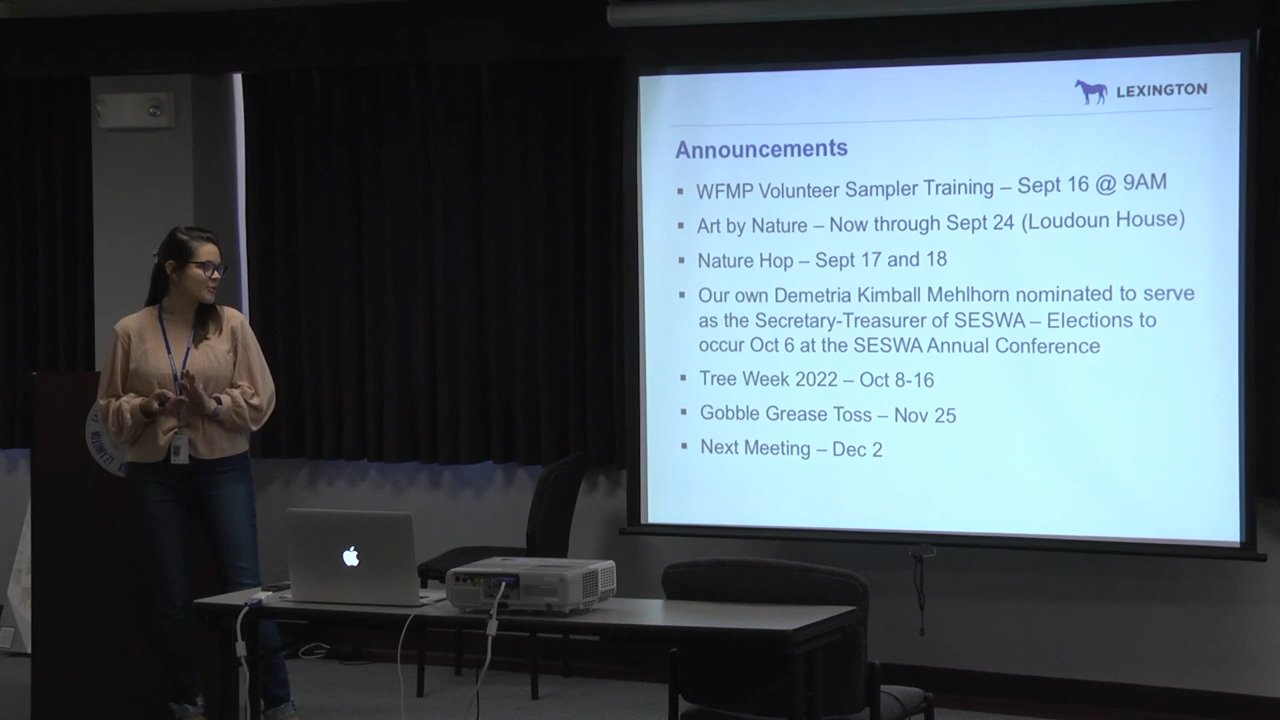 LEXINGTON
Announcements
▪ WFMP Volunteer Sampler Training – Sept 16 @ 9AM
▪ Art by Nature – Now through Sept 24 (Loudoun House)
▪ Nature Hop – Sept 17 and 18
▪ Our own Demetria Kimball Mehlhorn nominated to serve
as the Secretary-Treasurer of SESWA – Elections to
occur Oct 6 at the SESWA Annual Conference
▪ Tree Week 2022 – Oct 8-16
▪ Gobble Grease Toss – Nov 25
▪ Next Meeting – Dec 2